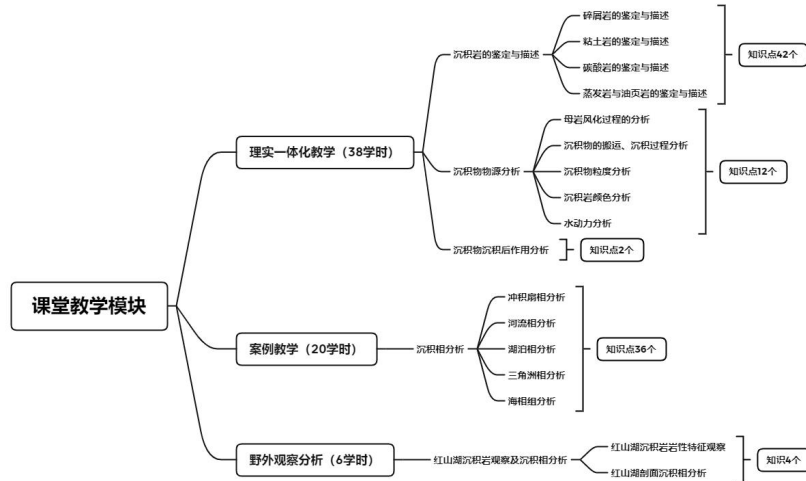 课堂教学模块
理实一体化教学（38学时）
沉积岩的鉴定与描述
碎屑岩的鉴定与描述
粘土岩的鉴定与描述
碳酸岩的鉴定与描述
蒸发岩与油页岩的鉴定与描述
知识点42个
沉积物物源分析
母岩风化过程的分析
沉积物的搬运、沉积过程分析
沉积物粒度分析
沉积岩颜色分析
水动力分析
知识点12个
沉积物沉积后作用分析
知识点2个
案例教学（20学时）
沉积相分析
冲积扇相分析
河流相分析
湖泊相分析
三角洲相分析
海相组分析
知识点36个
野外观察分析（6学时）
红山湖沉积岩观察及沉积相分析
红山湖沉积岩岩性特征观察
红山湖剖面沉积相分析
知识4个